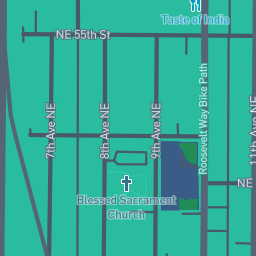 Taste of India
NE 55th St
7th Ave NE
8th Ave NE
9th Ave NE
Roosevelt Way Bike Path
11th Ave NE
NE
Blessed Sacrament
Church